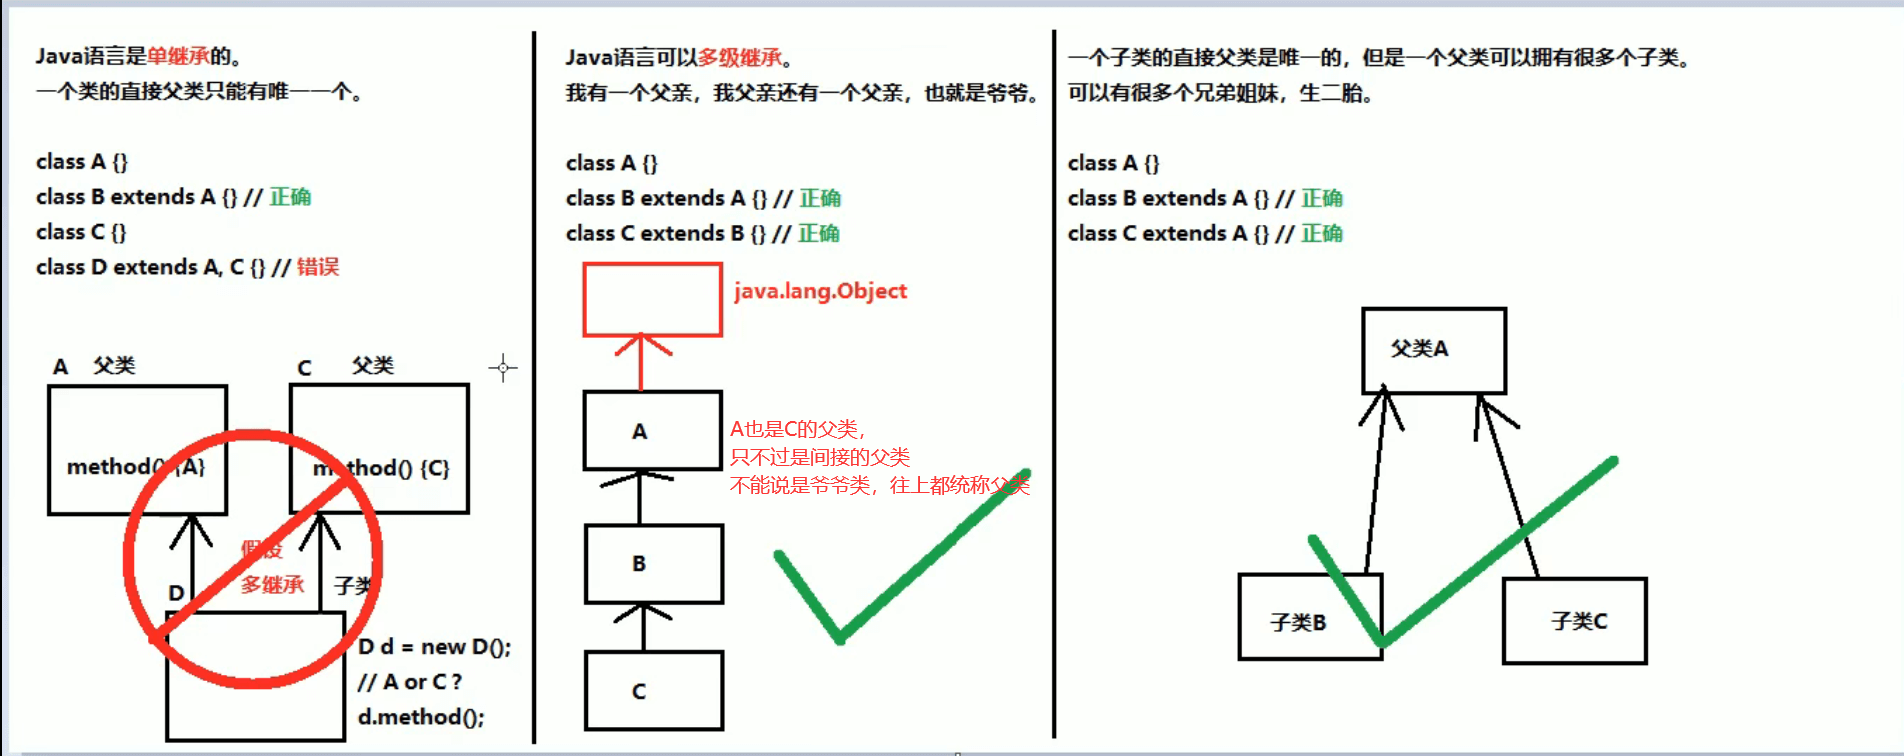 Java语言是单继承的。
一个类的直接父类只能有唯一一个。
class A {}
class B extends A {} // 正确
class C {}
class D extends A, C {} // 错误
A 父类
C 父类
method() {A}
method() {C}
假设
多继承
D
子类
D d = new D();
// A or C ?
d.method();
Java语言可以多级继承。
我有一个父亲，我父亲还有一个父亲，也就是爷爷。
class A {}
class B extends A {} // 正确
class C extends B {} // 正确
java.lang.Object
A
A也是C的父类，
只不过是间接的父类
不能说是爷爷类，往上都统称父类
B
C
一个子类的直接父类是唯一的，但是一个父类可以拥有很多个子类。
可以有很多个兄弟姐妹，生二胎。
class A {}
class B extends A {} // 正确
class C extends A {} // 正确
父类A
子类B
子类C